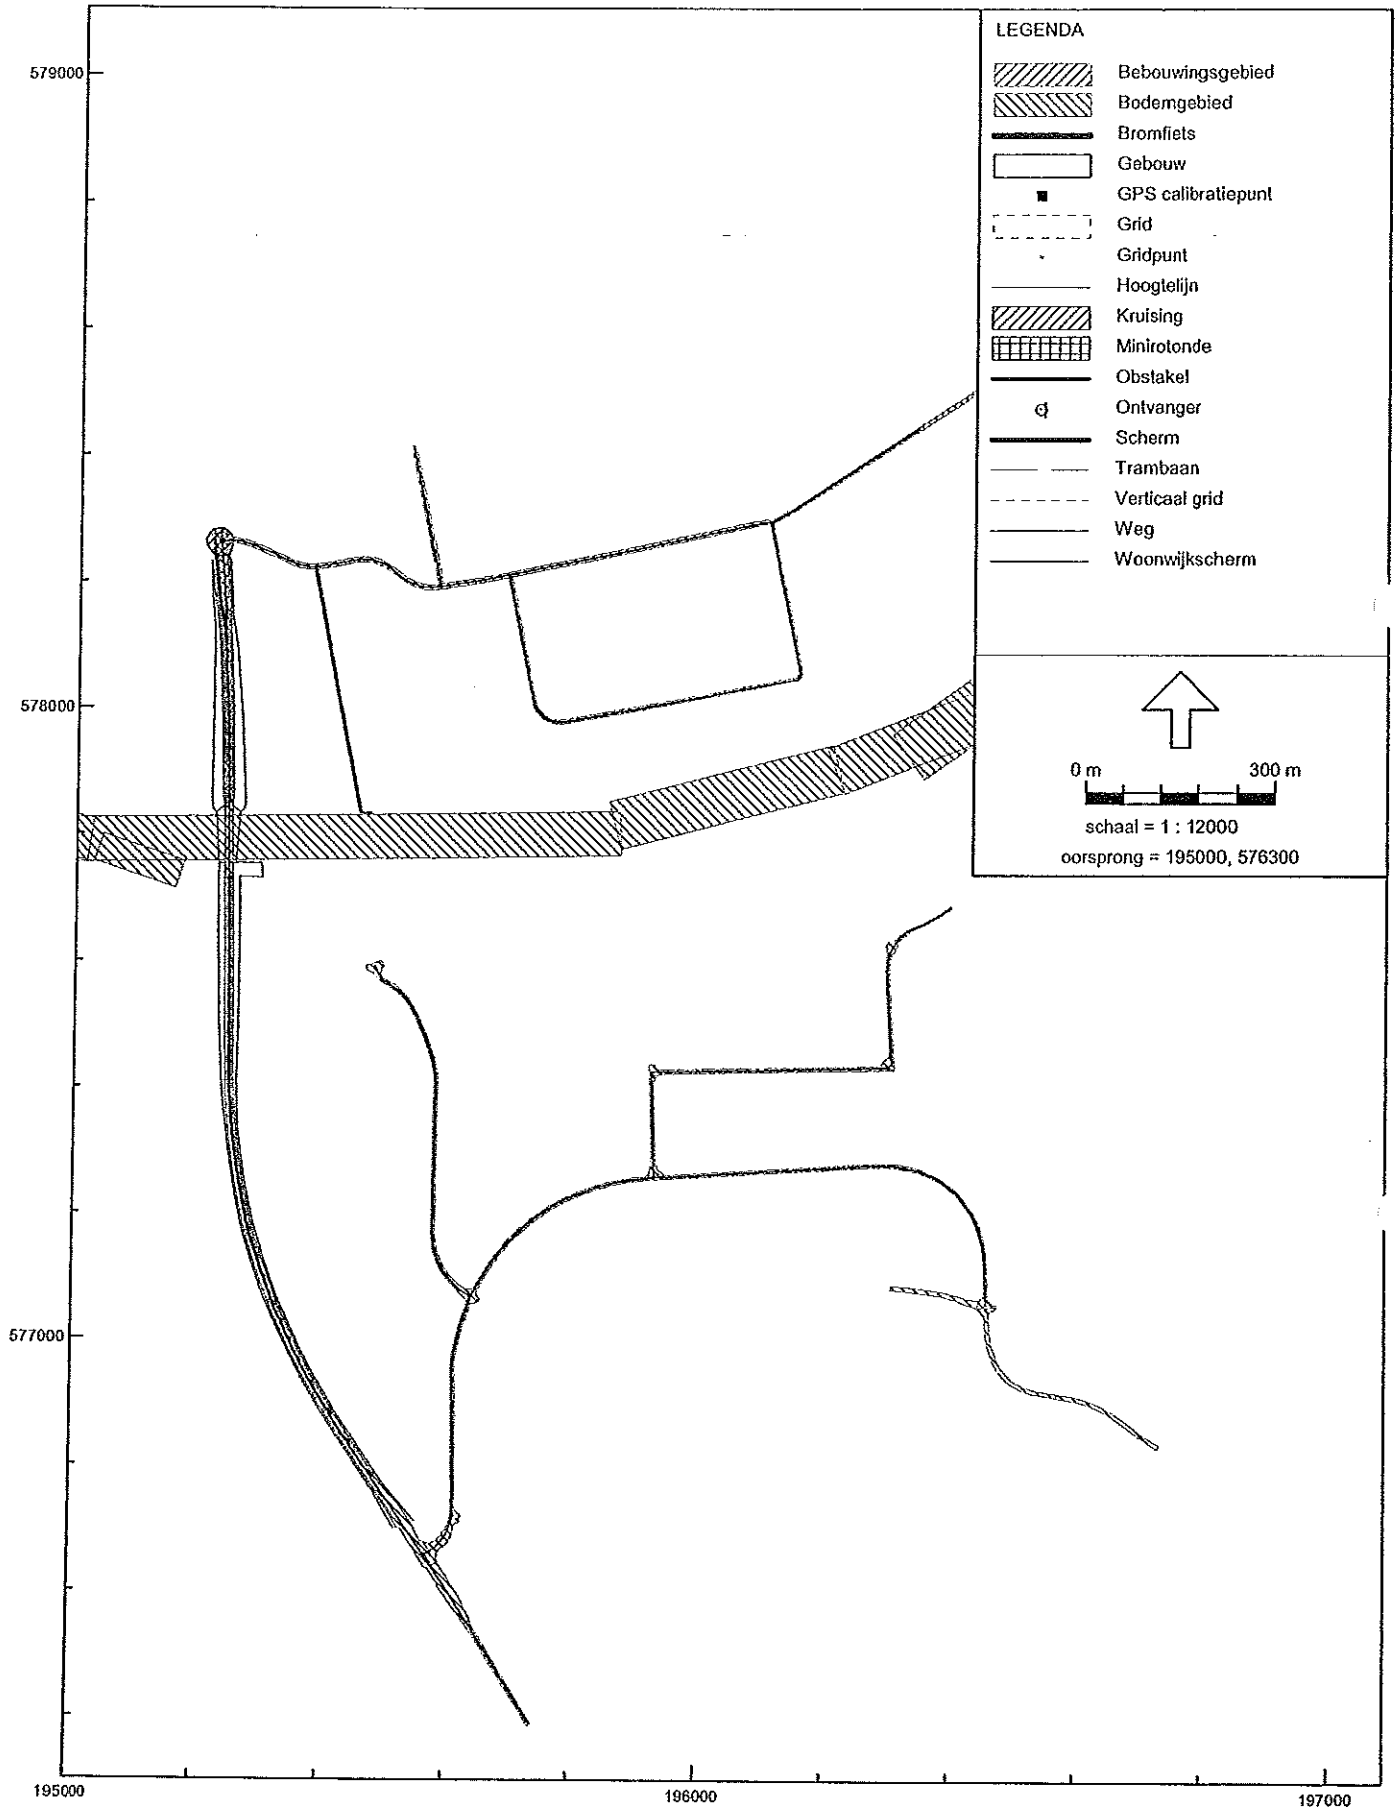 579000
578000
577000
195000
196000
197000
LEGENDA
Bebouwingsgebied
Bodemgebied
Bromfiets
Gebouw
GPS calibratiepunt
Grid
Gridpunt
Hoogtelijn
Kruising
Minirotonde
Obstakel
Ontvanger
Scherm
Trambaan
Verticaal grid
Weg
Woonwijkscherm
0 m 300 m
schaal = 1 : 12000
oorsprong = 195000, 576300